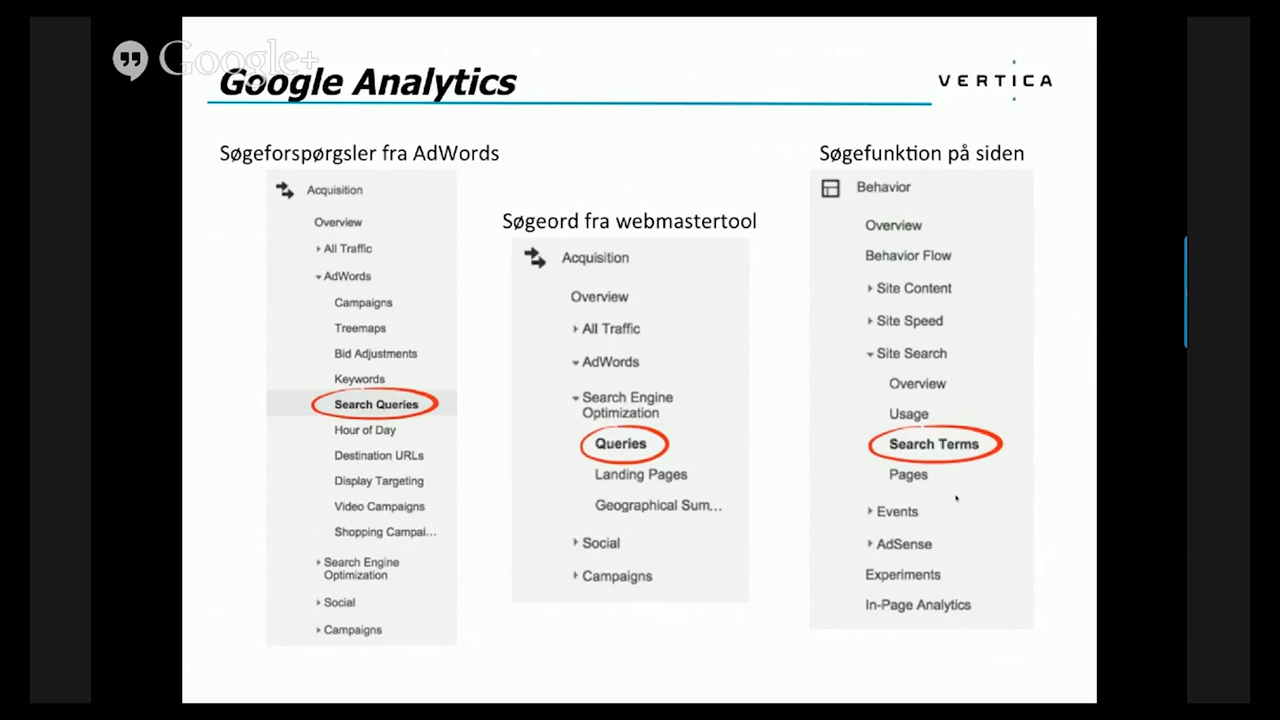 Google+
Google Analytics
VERTICA
Søgeforspørgsler fra AdWords
Acquisition
Overview
All Traffic
AdWords
Campaigns
Treemaps
Bid Adjustments
Keywords
Search Queries
Hour of Day
Destination URLs
Display Targeting
Video Campaigns
Shopping Campai...
Search Engine
Optimization
Social
Campaigns
Søgeord fra webmastertool
Acquisition
Overview
All Traffic
AdWords
Search Engine
Optimization
Queries
Landing Pages
Geographical Sum...
Social
Campaigns
Søgefunktion på siden
Behavior
Overview
Behavior Flow
Site Content
Site Speed
Site Search
Overview
Usage
Search Terms
Pages
Events
AdSense
Experiments
In-Page Analytics